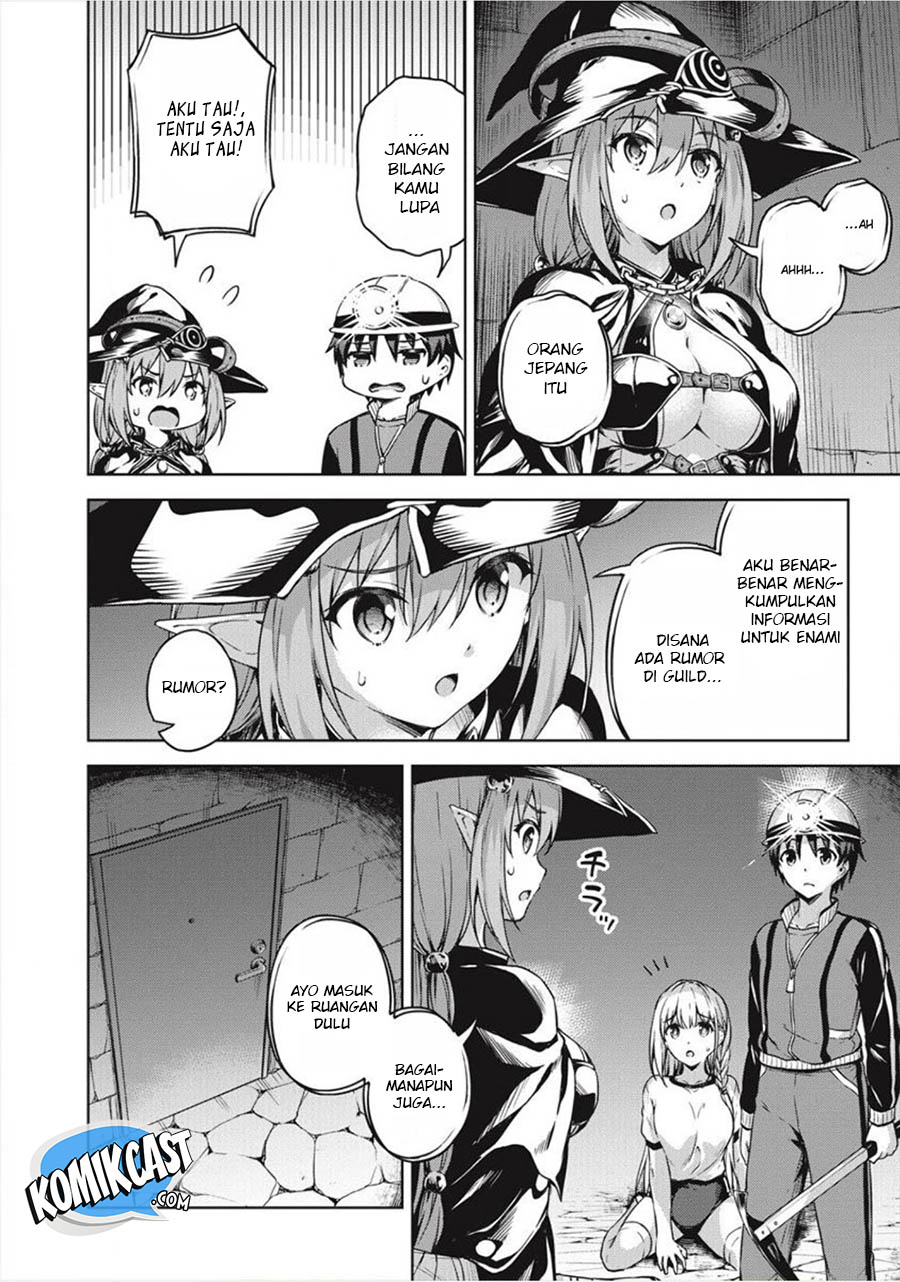 ...AH
AHHH...
ORANG
JEPANG
ITU
...
JANGAN
BILANG
KAMU
LUPA
AKU TAU!,
TENTU SAJA
AKU TAU!
AKU BENAR-
BENAR MENG-
KUMPULKAN
INFORMASI
UNTUK ENAMI
DISANA
ADA RUMOR
DI GUILD...
RUMOR?
チラッ
BAGAI-
MANAPUN
JUGA...
AYO MASUK
KE RUANGAN
DULU
KOMIKCAST
.COM